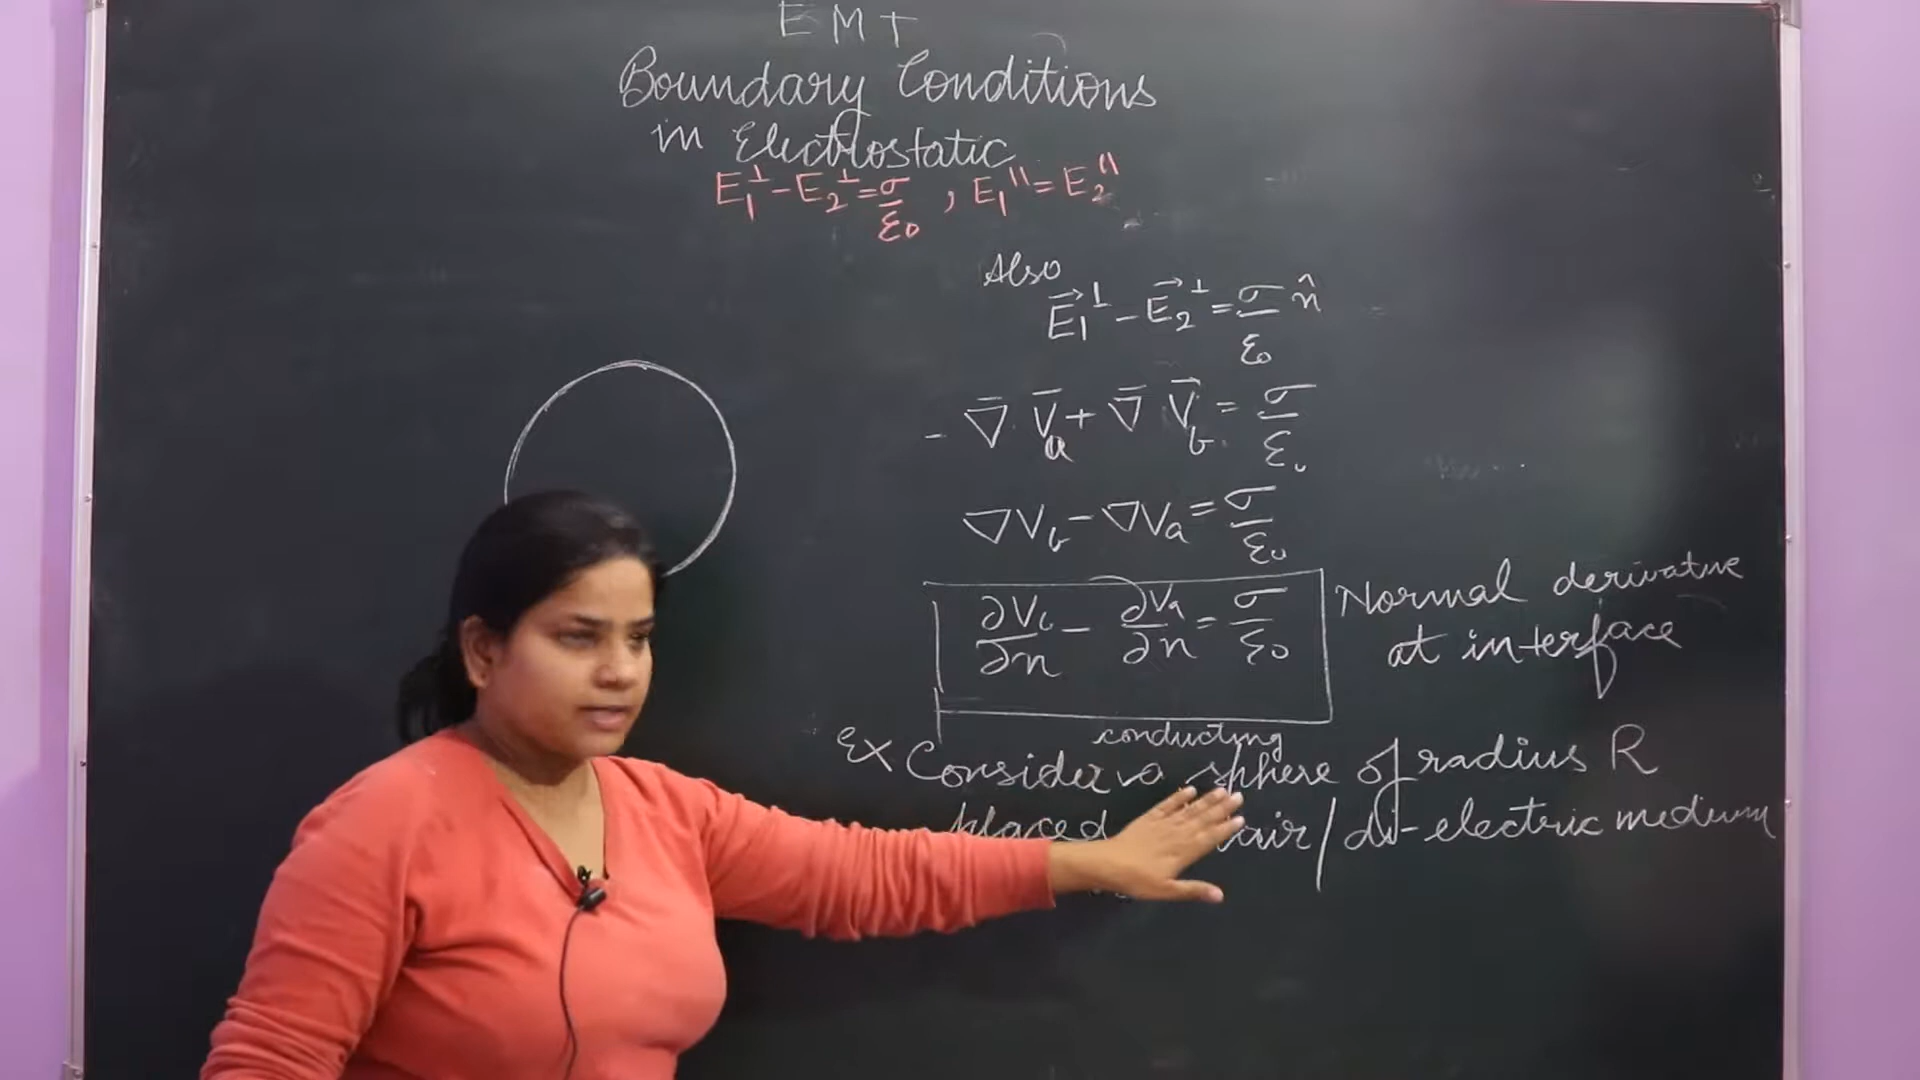 EMT
Boundary Conditions
in Electrostatic
E₁^⊥ - E₂^⊥ = σ/ε₀ , E₁^∥ = E₂^∥
Also
E⃗₁^⊥ - E⃗₂^⊥ = σ/ε₀ n̂
- ∇̄ V̄a + ∇̄ V⃗b = σ/ε₀
∇Vb - ∇Va = σ/ε₀
∂Vb/∂n - ∂Va/∂n = σ/ε₀
Normal derivative
at interface
conducting
Ex Consider a sphere of radius R
placed air / di-electric medium